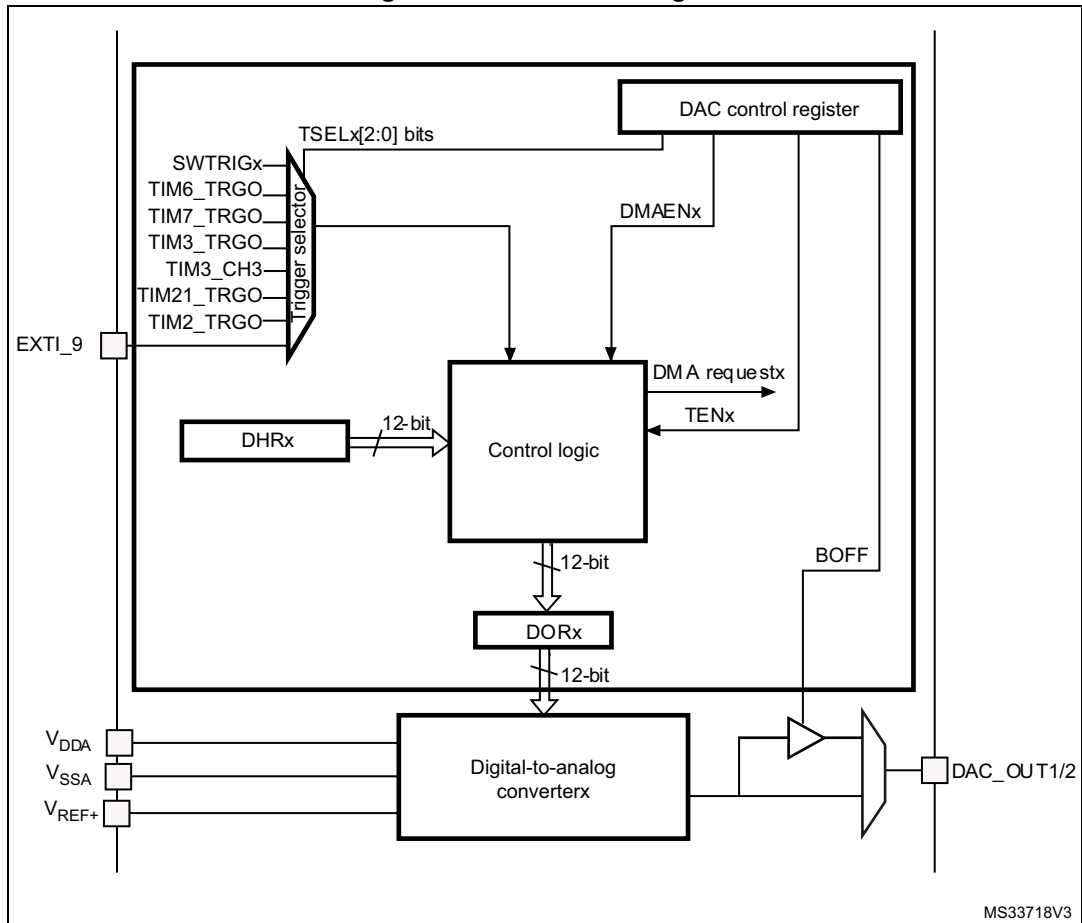 DAC control register
TSELx[2:0] bits
SWTRIGx
TIM6_TRGO
TIM7_TRGO
TIM3_TRGO
TIM3_CH3
TIM21_TRGO
TIM2_TRGO
Trigger selector
DMAENx
EXTI_9
DMA requestx
TENx
DHRx
12-bit
Control logic
12-bit
BOFF
DORx
12-bit
VDDA
VSSA
VREF+
Digital-to-analog
converterx
DAC_OUT1/2
MS33718V3